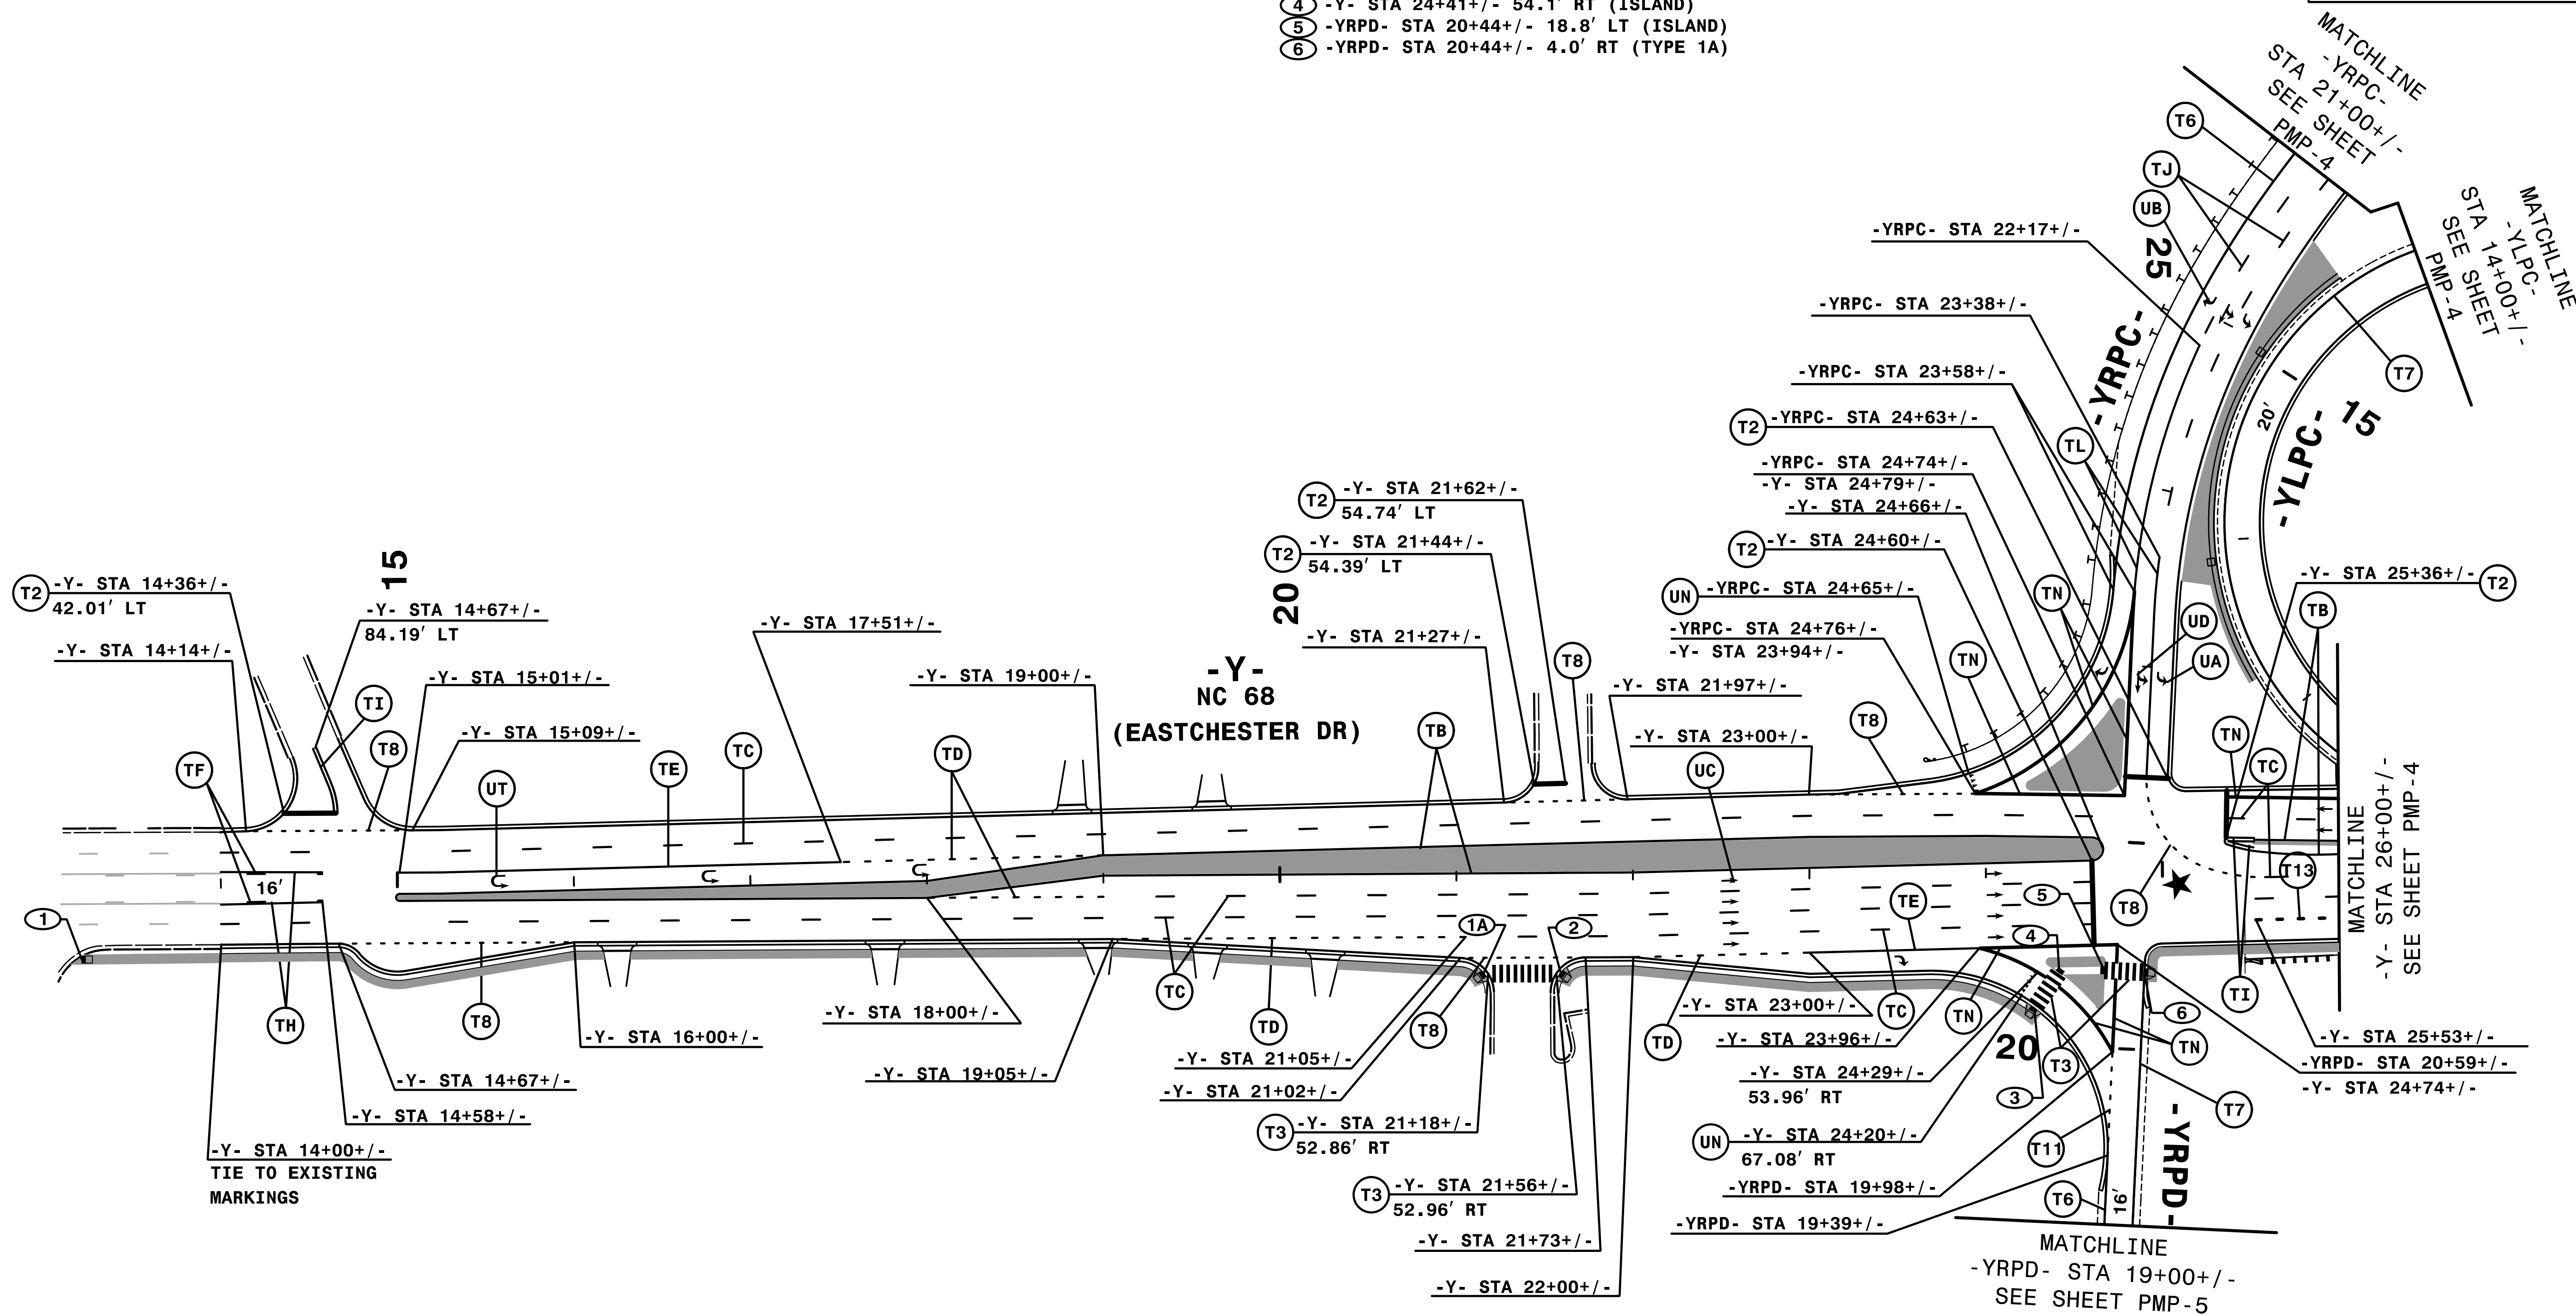 4 -Y- STA 24+41+/- 54.1' RT (ISLAND)
5 -YRPD- STA 20+44+/- 18.8' LT (ISLAND)
6 -YRPD- STA 20+44+/- 4.0' RT (TYPE 1A)
MATCHLINE
-YRPC-
STA 21+00+/-
SEE SHEET
PMP-4
MATCHLINE
-YLPC-
STA 14+00+/-
SEE SHEET
PMP-4
T6
TJ
UB
25
-YRPC- STA 22+17+/-
-YRPC- STA 23+38+/-
-YRPC-
-YRPC- STA 23+58+/-
T7
20'
-YLPC-
15
T2 -YRPC- STA 24+63+/-
TL
-YRPC- STA 24+74+/-
-Y- STA 24+79+/-
-Y- STA 24+66+/-
T2 -Y- STA 21+62+/-
54.74' LT
T2 -Y- STA 21+44+/-
54.39' LT
T2 -Y- STA 24+60+/-
20
15
T2 -Y- STA 14+36+/-
42.01' LT
-Y- STA 14+67+/-
84.19' LT
-Y- STA 14+14+/-
-Y- STA 17+51+/-
-Y- STA 21+27+/-
UN -YRPC- STA 24+65+/-
-YRPC- STA 24+76+/-
-Y- STA 23+94+/-
TN
TN
UD
UA
-Y- STA 25+36+/- T2
TB
-Y- STA 15+01+/-
-Y- STA 19+00+/-
-Y-
NC 68
(EASTCHESTER DR)
T8
-Y- STA 21+97+/-
TI
T8
-Y- STA 15+09+/-
-Y- STA 23+00+/-
T8
TN
TC
TF
UT
TE
TC
TD
TB
UC
MATCHLINE
-Y- STA 26+00+/-
SEE SHEET PMP-4
16'
1
1A
2
TE
5
4
T8
T13
TH
T8
TC
TD
T8
TD
TC
TN
20
T3
TN
6
TI
3
-Y- STA 18+00+/-
-Y- STA 23+00+/-
-Y- STA 16+00+/-
-Y- STA 23+96+/-
-Y- STA 25+53+/-
-YRPD- STA 20+59+/-
-Y- STA 24+74+/-
-Y- STA 21+05+/-
-Y- STA 19+05+/-
-Y- STA 14+67+/-
-Y- STA 21+02+/-
-Y- STA 24+29+/-
53.96' RT
-Y- STA 14+58+/-
T3 -Y- STA 21+18+/-
52.86' RT
UN -Y- STA 24+20+/-
67.08' RT
T7
T11
-Y- STA 14+00+/-
TIE TO EXISTING
MARKINGS
T3 -Y- STA 21+56+/-
52.96' RT
-YRPD- STA 19+98+/-
T6
16'
-YRPD-
-YRPD- STA 19+39+/-
-Y- STA 21+73+/-
-Y- STA 22+00+/-
MATCHLINE
-YRPD- STA 19+00+/-
SEE SHEET PMP-5